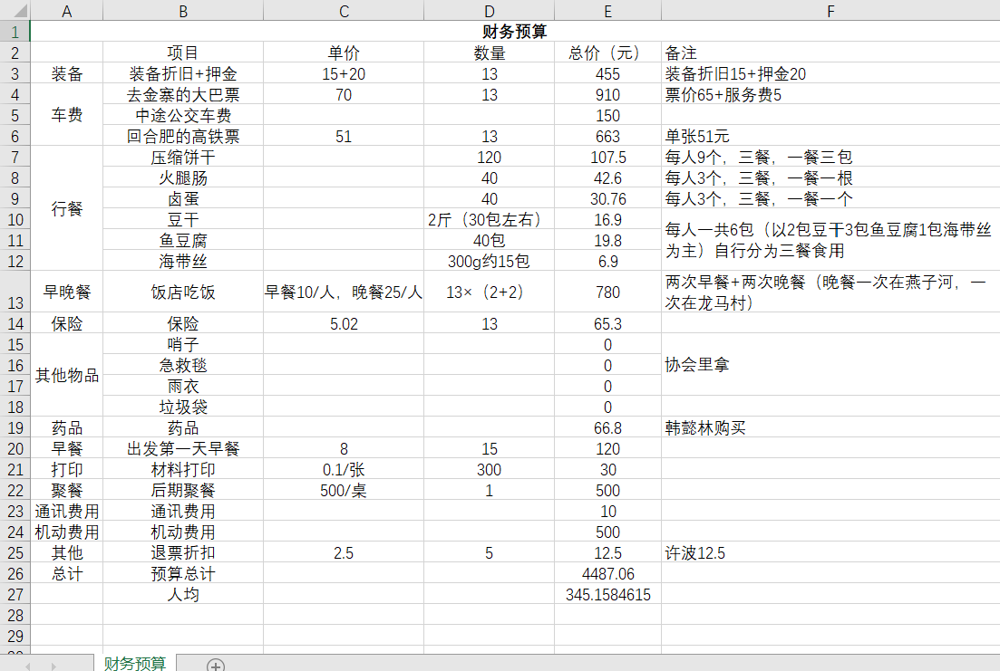 A B C D E F
1 财务预算
2 项目 单价 数量 总价（元） 备注
3 装备 装备折旧+押金 15+20 13 455 装备折旧15+押金20
4 去金寨的大巴票 70 13 910 票价65+服务费5
车费
5 中途公交车费 150
6 回合肥的高铁票 51 13 663 单张51元
7 压缩饼干 120 107.5 每人9个，三餐，一餐三包
8 火腿肠 40 42.6 每人3个，三餐，一餐一根
9 卤蛋 40 30.76 每人3个，三餐，一餐一个
行餐
10 豆干 2斤（30包左右） 16.9
每人一共6包（以2包豆干3包鱼豆腐1包海带丝
11 鱼豆腐 40包 19.8
为主）自行分为三餐食用
12 海带丝 300g约15包 6.9
两次早餐+两次晚餐（晚餐一次在燕子河，一
13 早晚餐 饭店吃饭 早餐10/人，晚餐25/人 13×（2+2） 780
次在龙马村）
14 保险 保险 5.02 13 65.3
15 哨子 0
16 急救毯 0 协会里拿
其他物品
17 雨衣 0
18 垃圾袋 0
19 药品 药品 66.8 韩懿林购买
20 早餐 出发第一天早餐 8 15 120
21 打印 材料打印 0.1/张 300 30
22 聚餐 后期聚餐 500/桌 1 500
23 通讯费用 通讯费用 10
24 机动费用 机动费用 500
25 其他 退票折扣 2.5 5 12.5 许波12.5
26 总计 预算总计 4487.06
27 人均 345.1584615
28
29
财务预算